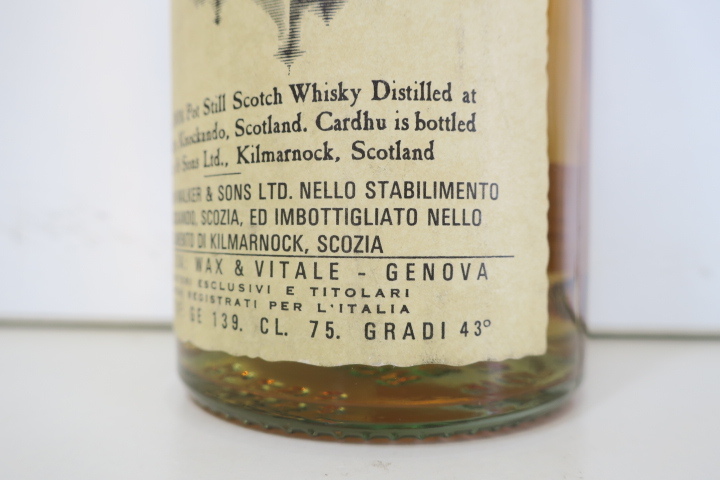 Pot Still Scotch Whisky Distilled at
Knockando, Scotland. Cardhu is bottled
& Sons Ltd., Kilmarnock, Scotland
WALKER & SONS LTD. NELLO STABILIMENTO
SCOZIA, ED IMBOTTIGLIATO NELLO
DI KILMARNOCK, SCOZIA
WAX & VITALE - GENOVA
ESCLUSIVI E TITOLARI
REGISTRATI PER L'ITALIA
GE 139. CL. 75. GRADI 43°